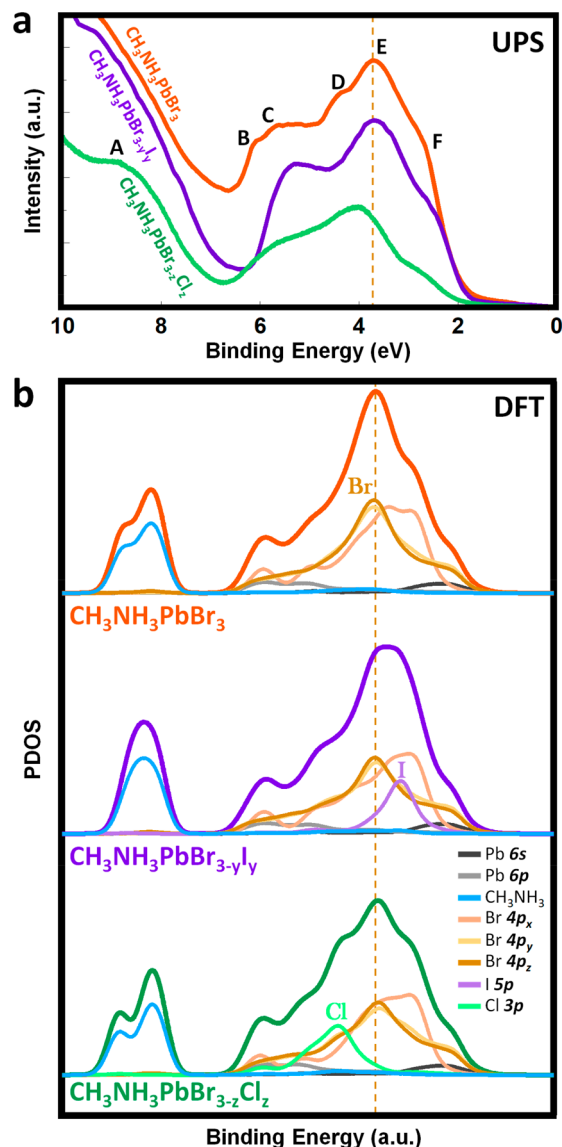 a
UPS
CH₃NH₃PbBr₃
CH₃NH₃PbBr₃₋yIy
CH₃NH₃PbBr₃₋zClz
A
B
C
D
E
F
Intensity (a.u.)
10 8 6 4 2 0
Binding Energy (eV)
b
DFT
Br
CH₃NH₃PbBr₃
I
CH₃NH₃PbBr₃₋yIy
PDOS
Pb 6s
Pb 6p
CH₃NH₃
Br 4pₓ
Br 4py
Br 4pz
I 5p
Cl 3p
Cl
CH₃NH₃PbBr₃₋zClz
Binding Energy (a.u.)